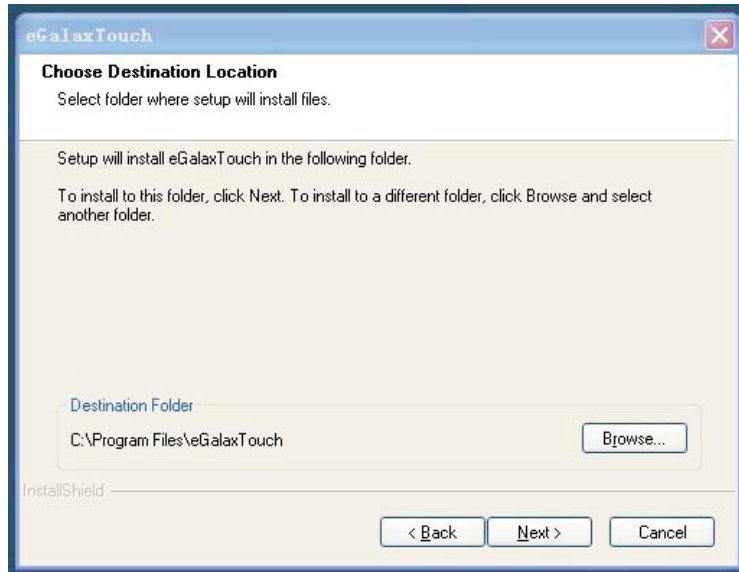 eGalaxTouch
Choose Destination Location
Select folder where setup will install files.
Setup will install eGalaxTouch in the following folder.
To install to this folder, click Next. To install to a different folder, click Browse and select
another folder.
Destination Folder
C:\Program Files\eGalaxTouch
Browse...
InstallShield
< Back
Next >
Cancel